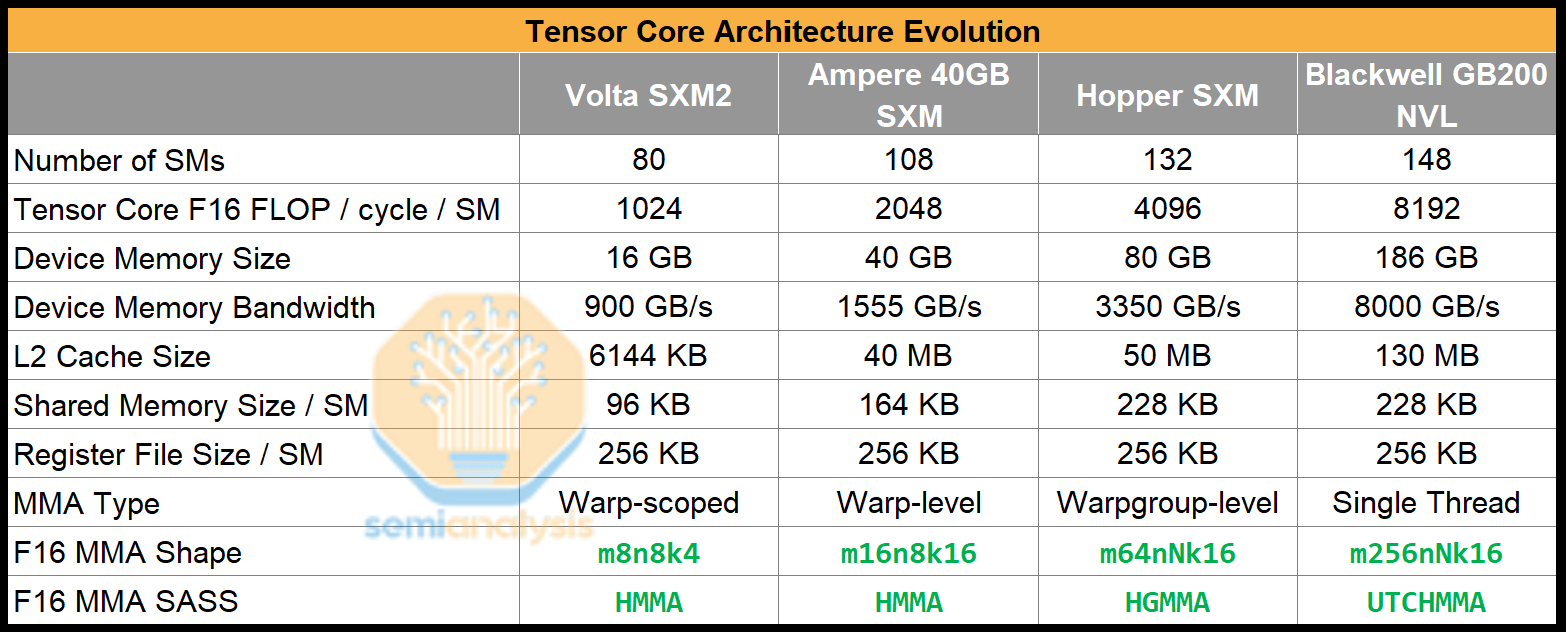 Tensor Core Architecture Evolution
Volta SXM2 Ampere 40GB SXM Hopper SXM Blackwell GB200 NVL
Number of SMs 80 108 132 148
Tensor Core F16 FLOP / cycle / SM 1024 2048 4096 8192
Device Memory Size 16 GB 40 GB 80 GB 186 GB
Device Memory Bandwidth 900 GB/s 1555 GB/s 3350 GB/s 8000 GB/s
L2 Cache Size 6144 KB 40 MB 50 MB 130 MB
Shared Memory Size / SM 96 KB 164 KB 228 KB 228 KB
Register File Size / SM 256 KB 256 KB 256 KB 256 KB
MMA Type Warp-scoped Warp-level Warpgroup-level Single Thread
semianalysis
F16 MMA Shape m8n8k4 m16n8k16 m64nNk16 m256nNk16
F16 MMA SASS HMMA HMMA HGMMA UTCHMMA